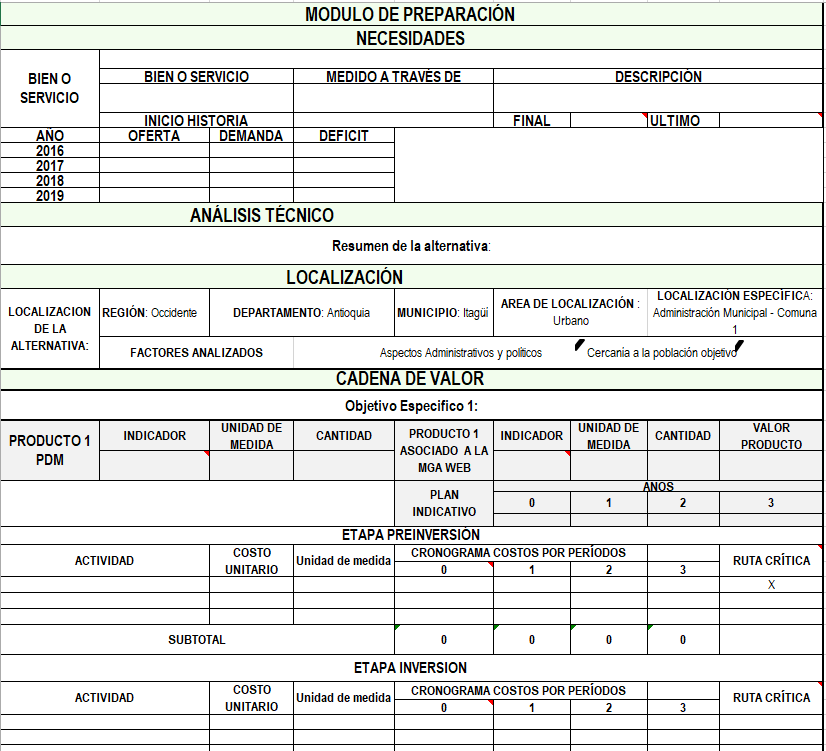 MODULO DE PREPARACIÓN
NECESIDADES
BIEN O SERVICIO
BIEN O SERVICIO MEDIDO A TRAVÉS DE DESCRIPCIÓN
INICIO HISTORIA FINAL ULTIMO
AÑO OFERTA DEMANDA DEFICIT
2016
2017
2018
2019
ANÁLISIS TÉCNICO
Resumen de la alternativa:
LOCALIZACIÓN
LOCALIZACION
DE LA
ALTERNATIVA:
REGIÓN: Occidente
DEPARTAMENTO: Antioquia
MUNICIPIO: Itagüí
AREA DE LOCALIZACIÓN :
Urbano
LOCALIZACIÓN ESPECÍFICA:
Administración Municipal - Comuna
1
FACTORES ANALIZADOS
Aspectos Administrativos y políticos
Cercanía a la población objetivo
CADENA DE VALOR
Objetivo Especifico 1:
PRODUCTO 1
PDM
INDICADOR
UNIDAD DE
MEDIDA
CANTIDAD
PRODUCTO 1
ASOCIADO A LA
MGA WEB
INDICADOR
UNIDAD DE
MEDIDA
CANTIDAD
VALOR
PRODUCTO
PLAN
INDICATIVO
ANOS
0 1 2 3
ETAPA PREINVERSIÓN
ACTIVIDAD
COSTO
UNITARIO
Unidad de medida
CRONOGRAMA COSTOS POR PERÍODOS
0 1 2 3
RUTA CRÍTICA
X
SUBTOTAL 0 0 0 0
ETAPA INVERSION
ACTIVIDAD
COSTO
UNITARIO
Unidad de medida
CRONOGRAMA COSTOS POR PERÍODOS
0 1 2 3
RUTA CRÍTICA